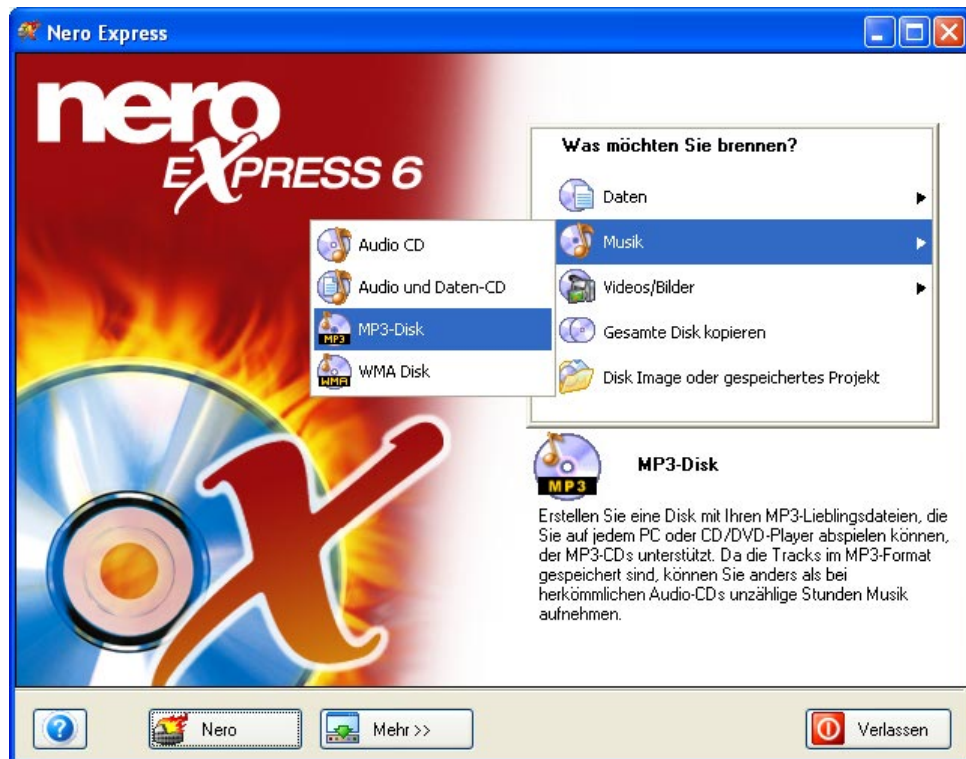 Nero Express
nero
EXPRESS 6
Was möchten Sie brennen?
Daten
Musik
Videos/Bilder
Gesamte Disk kopieren
Disk Image oder gespeichertes Projekt
Audio CD
Audio und Daten-CD
MP3
MP3-Disk
WMA
WMA Disk
MP3
MP3-Disk
Erstellen Sie eine Disk mit Ihren MP3-Lieblingsdateien, die
Sie auf jedem PC oder CD/DVD-Player abspielen können,
der MP3-CDs unterstützt. Da die Tracks im MP3-Format
gespeichert sind, können Sie anders als bei
herkömmlichen Audio-CDs unzählige Stunden Musik
aufnehmen.
?
Nero
Mehr >>
Verlassen